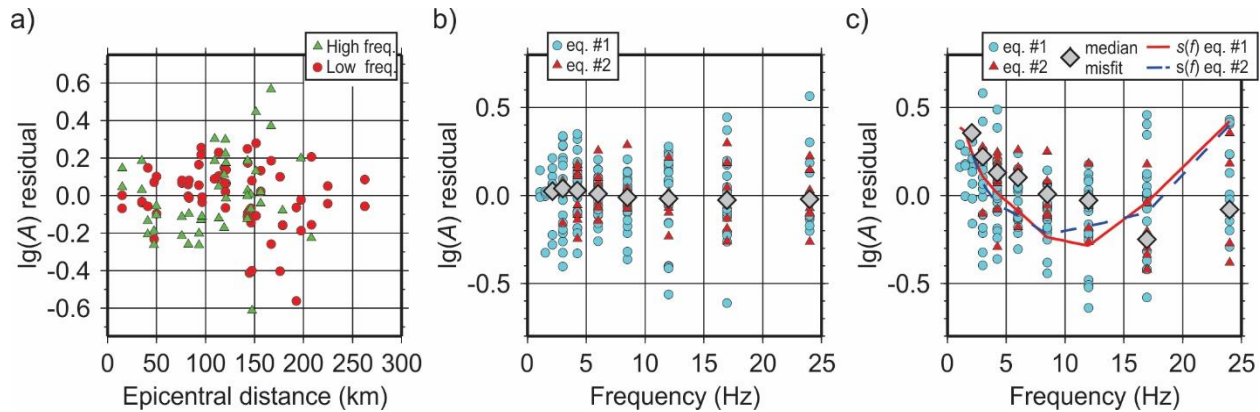 a)
High freq.
Low freq.
lg(A) residual
0.6
0.4
0.2
0.0
-0.2
-0.4
-0.6
0 50 100 150 200 250 300
Epicentral distance (km)
b)
eq. #1
eq. #2
lg(A) residual
0.5
0.0
-0.5
0 5 10 15 20 25
Frequency (Hz)
c)
eq. #1
eq. #2
median
misfit
s(f) eq. #1
s(f) eq. #2
lg(A) residual
0.5
0.0
-0.5
0 5 10 15 20 25
Frequency (Hz)